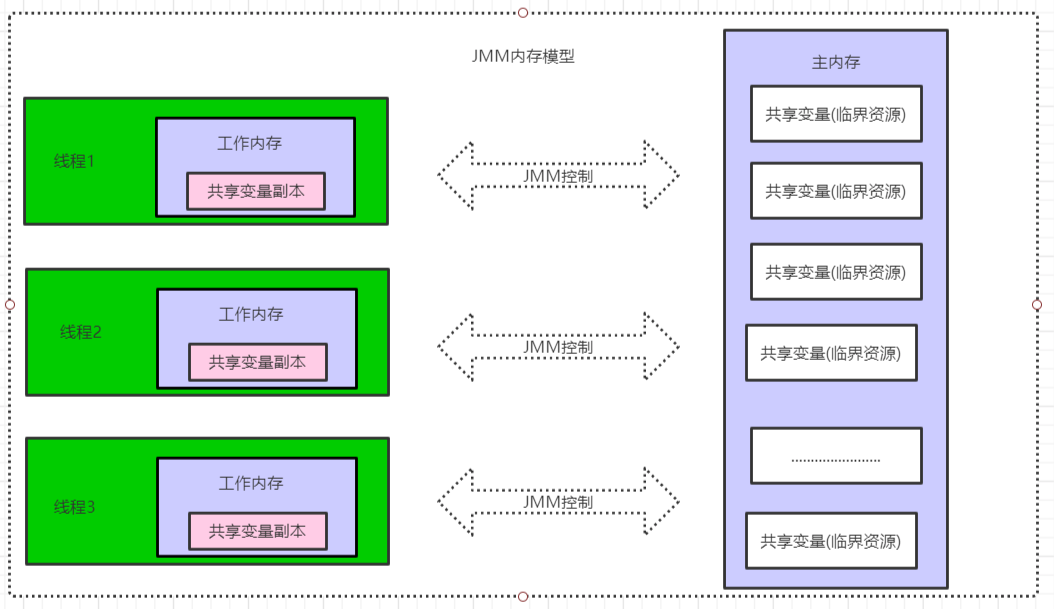 JMM内存模型
线程1
工作内存
共享变量副本
JMM控制
线程2
工作内存
共享变量副本
JMM控制
线程3
工作内存
共享变量副本
JMM控制
主内存
共享变量(临界资源)
共享变量(临界资源)
共享变量(临界资源)
共享变量(临界资源)
.......................
共享变量(临界资源)